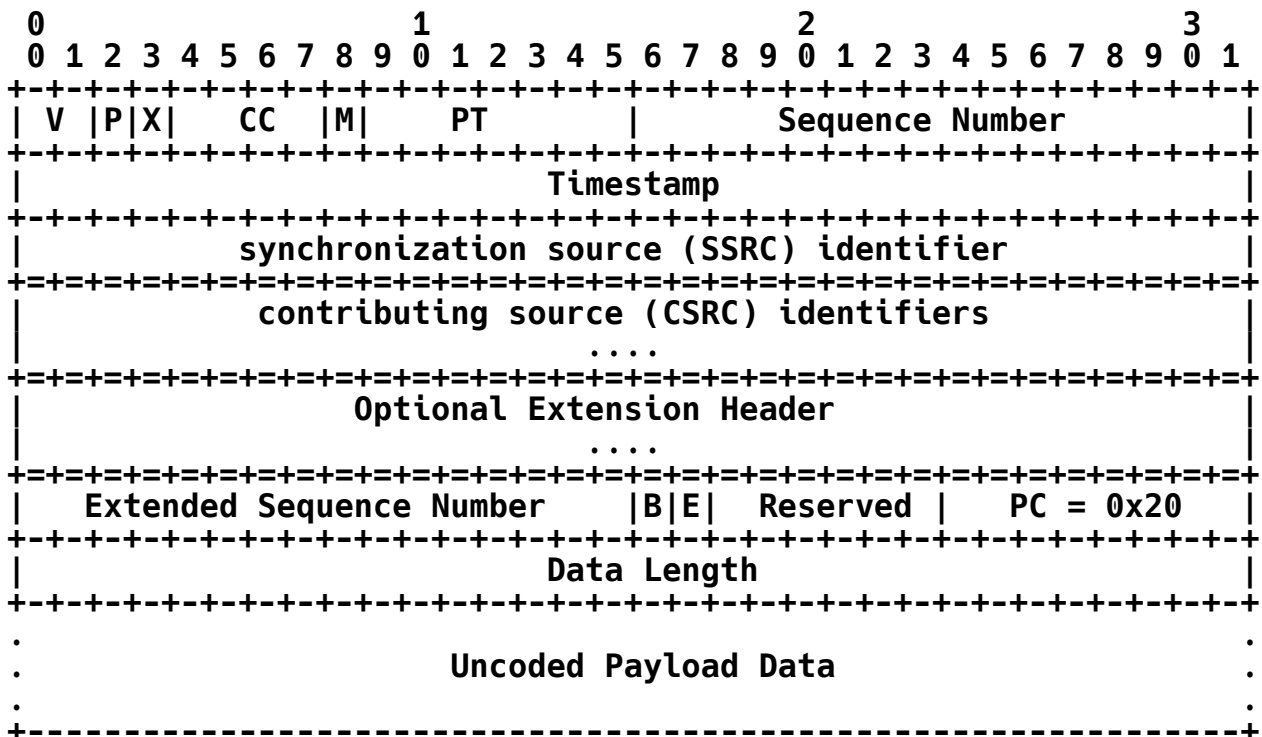 0                   1                   2                   3
 0 1 2 3 4 5 6 7 8 9 0 1 2 3 4 5 6 7 8 9 0 1 2 3 4 5 6 7 8 9 0 1
+-+-+-+-+-+-+-+-+-+-+-+-+-+-+-+-+-+-+-+-+-+-+-+-+-+-+-+-+-+-+-+-+
| V |P|X|   CC  |M|    PT       |       Sequence Number         |
+-+-+-+-+-+-+-+-+-+-+-+-+-+-+-+-+-+-+-+-+-+-+-+-+-+-+-+-+-+-+-+-+
|                           Timestamp                           |
+-+-+-+-+-+-+-+-+-+-+-+-+-+-+-+-+-+-+-+-+-+-+-+-+-+-+-+-+-+-+-+-+
|           synchronization source (SSRC) identifier            |
+=+=+=+=+=+=+=+=+=+=+=+=+=+=+=+=+=+=+=+=+=+=+=+=+=+=+=+=+=+=+=+=+
|            contributing source (CSRC) identifiers             |
|                             ....                              |
+=+=+=+=+=+=+=+=+=+=+=+=+=+=+=+=+=+=+=+=+=+=+=+=+=+=+=+=+=+=+=+=+
|                 Optional Extension Header                     |
|                             ....                              |
+=+=+=+=+=+=+=+=+=+=+=+=+=+=+=+=+=+=+=+=+=+=+=+=+=+=+=+=+=+=+=+=+
|   Extended Sequence Number    |B|E|  Reserved |   PC = 0x20   |
+-+-+-+-+-+-+-+-+-+-+-+-+-+-+-+-+-+-+-+-+-+-+-+-+-+-+-+-+-+-+-+-+
|                           Data Length                         |
+-+-+-+-+-+-+-+-+-+-+-+-+-+-+-+-+-+-+-+-+-+-+-+-+-+-+-+-+-+-+-+-+
.                                                               .
.                      Uncoded Payload Data                     .
.                                                               .
+---------------------------------------------------------------+